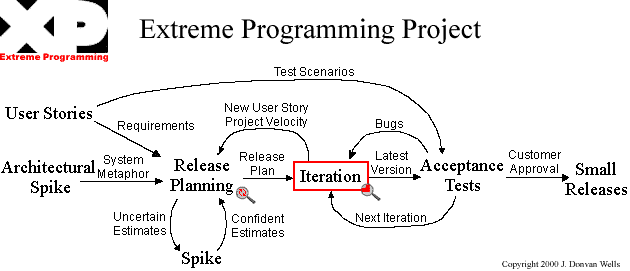 XP
Extreme Programming
Extreme Programming Project
Test Scenarios
User Stories
New User Story
Project Velocity
Bugs
Requirements
Architectural
Spike
System
Metaphor
Release
Planning
Release
Plan
Iteration
Latest
Version
Acceptance
Tests
Customer
Approval
Small
Releases
Uncertain
Estimates
Confident
Estimates
Next Iteration
Spike
Copyright 2000 J. Donvan Wells